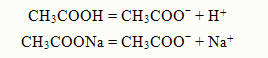 CH₃COOH = CH₃COO⁻ + H⁺
CH₃COONa = CH₃COO⁻ + Na⁺